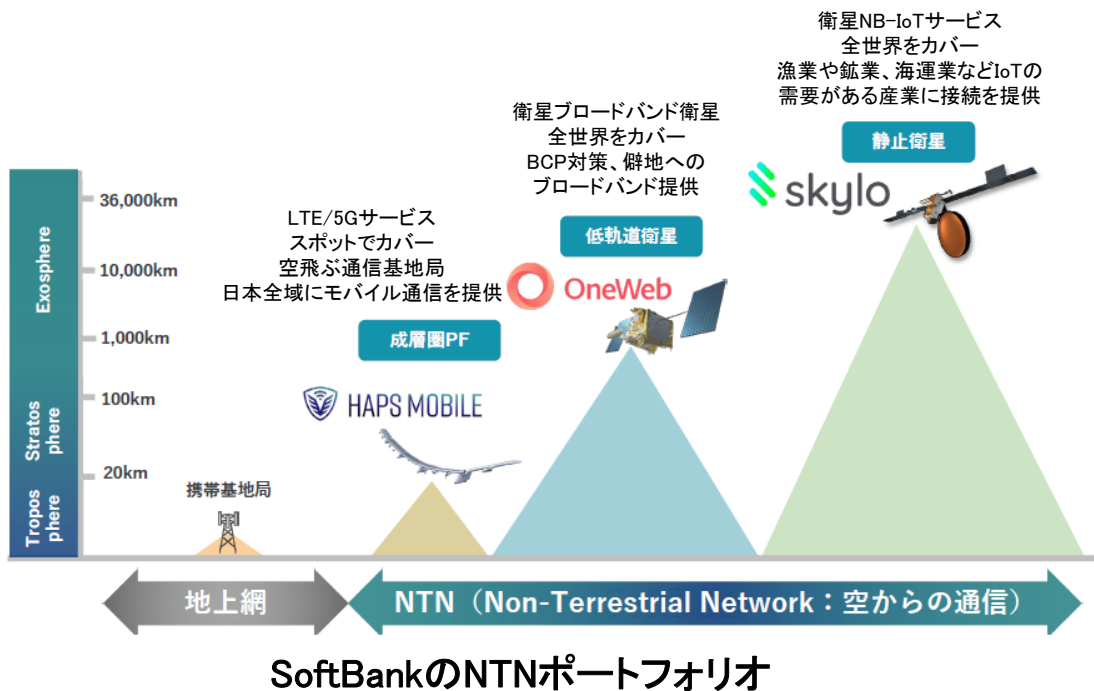 衛星NB-IoTサービス
全世界をカバー
漁業や鉱業、海運業などIoTの
需要がある産業に接続を提供
静止衛星
skylo
衛星ブロードバンド衛星
全世界をカバー
BCP対策、僻地への
ブロードバンド提供
低軌道衛星
OneWeb
LTE/5Gサービス
スポットでカバー
空飛ぶ通信基地局
日本全域にモバイル通信を提供
成層圏PF
HAPS MOBILE
携帯基地局
Exosphere
Stratos
phere
Tropos
phere
36,000km
10,000km
1,000km
100km
20km
地上網
NTN（Non-Terrestrial Network：空からの通信）
SoftBankのNTNポートフォリオ